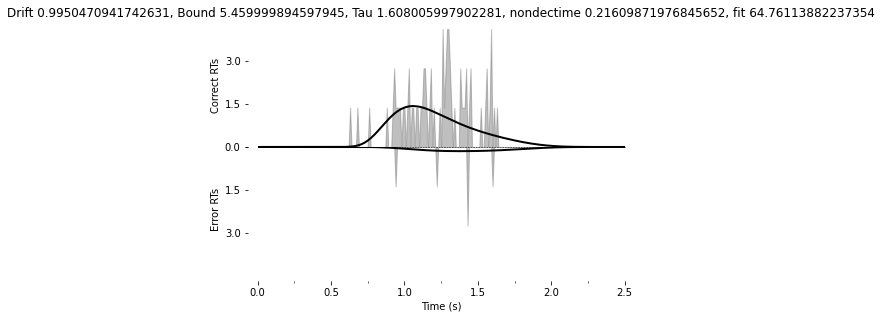 Drift 0.9950470941742631, Bound 5.459999894597945, Tau 1.608005997902281, nondectime 0.21609871976845652, fit 64.76113882237354
Correct RTs
3.0
1.5
0.0
Error RTs
1.5
3.0
0.0 0.5 1.0 1.5 2.0 2.5
Time (s)